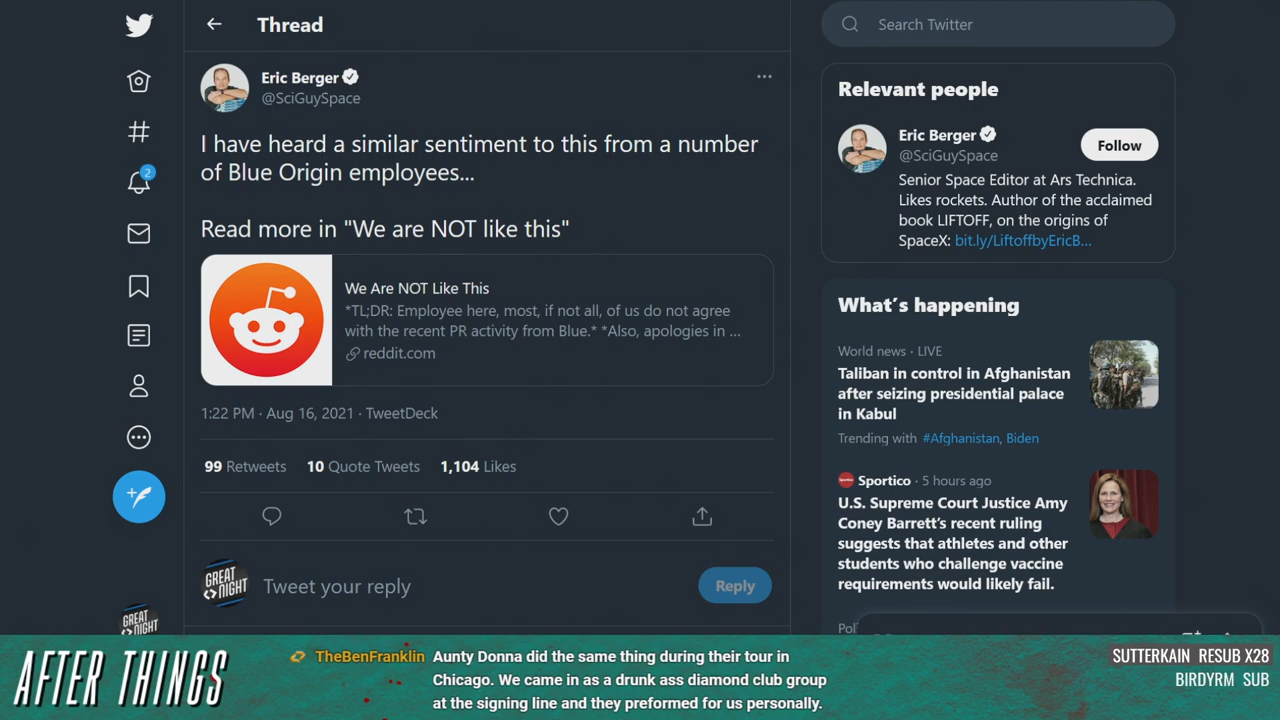 Thread
Search Twitter
Eric Berger
@SciGuySpace
I have heard a similar sentiment to this from a number
of Blue Origin employees...
Read more in "We are NOT like this"
We Are NOT Like This
*TL;DR: Employee here, most, if not all, of us do not agree
with the recent PR activity from Blue.* *Also, apologies in ...
reddit.com
1:22 PM · Aug 16, 2021 · TweetDeck
99 Retweets 10 Quote Tweets 1,104 Likes
GREAT
NIGHT
Tweet your reply
Reply
2
GREAT
NIGHT
Relevant people
Eric Berger
@SciGuySpace
Follow
Senior Space Editor at Ars Technica.
Likes rockets. Author of the acclaimed
book LIFTOFF, on the origins of
SpaceX: bit.ly/LiftoffbyEricB...
What's happening
World news · LIVE
Taliban in control in Afghanistan
after seizing presidential palace
in Kabul
Trending with #Afghanistan, Biden
Sportico · 5 hours ago
U.S. Supreme Court Justice Amy
Coney Barrett's recent ruling
suggests that athletes and other
students who challenge vaccine
requirements would likely fail.
AFTER THINGS
TheBenFranklin Aunty Donna did the same thing during their tour in
Chicago. We came in as a drunk ass diamond club group
at the signing line and they preformed for us personally.
SUTTERKAIN RESUB X28
BIRDYRM SUB